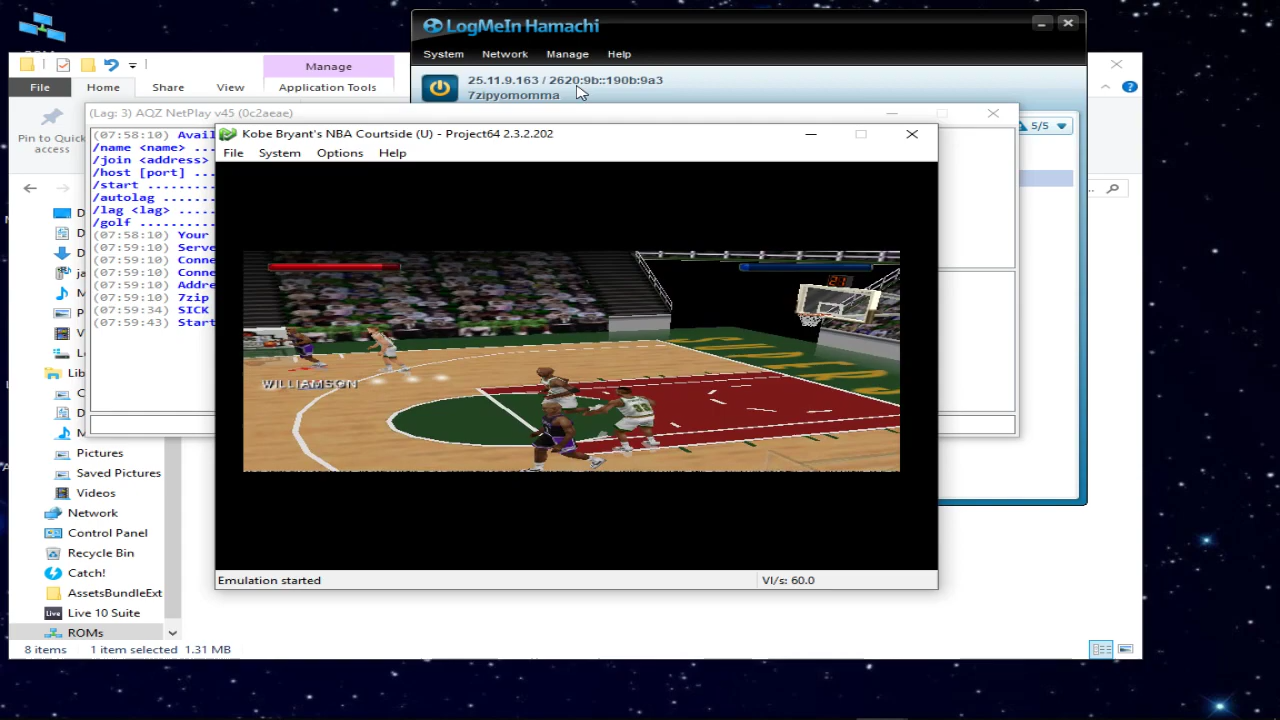 LogMeIn Hamachi
System Network Manage Help
25.11.9.163 / 2620:9b::190b:9a3
7zipyomomma
5/5
Manage
File Home Share View Application Tools
Pin to Quick
access
(Lag: 3) AQZ NetPlay v45 (0c2aeae)
(07:58:10) Avail
/name <name> ...
/join <address>
/host [port] ....
/start ..........
/autolag ......
/lag <lag> .....
/golf ..........
(07:58:10) Your
(07:59:10) Serve
(07:59:10) Conne
(07:59:10) Conne
(07:59:10) Addre
(07:59:10) 7zip
(07:59:34) SICK
(07:59:43) Start
Kobe Bryant's NBA Courtside (U) - Project64 2.3.2.202
File System Options Help
21
WILLIAMSON
Emulation started VI/s: 60.0
D
D
D
ja
M
P
V
Lo
Lib
C
D
M
Pictures
Saved Pictures
Videos
Network
Control Panel
Recycle Bin
Catch!
AssetsBundleExt
Live Live 10 Suite
ROMs
8 items 1 item selected 1.31 MB